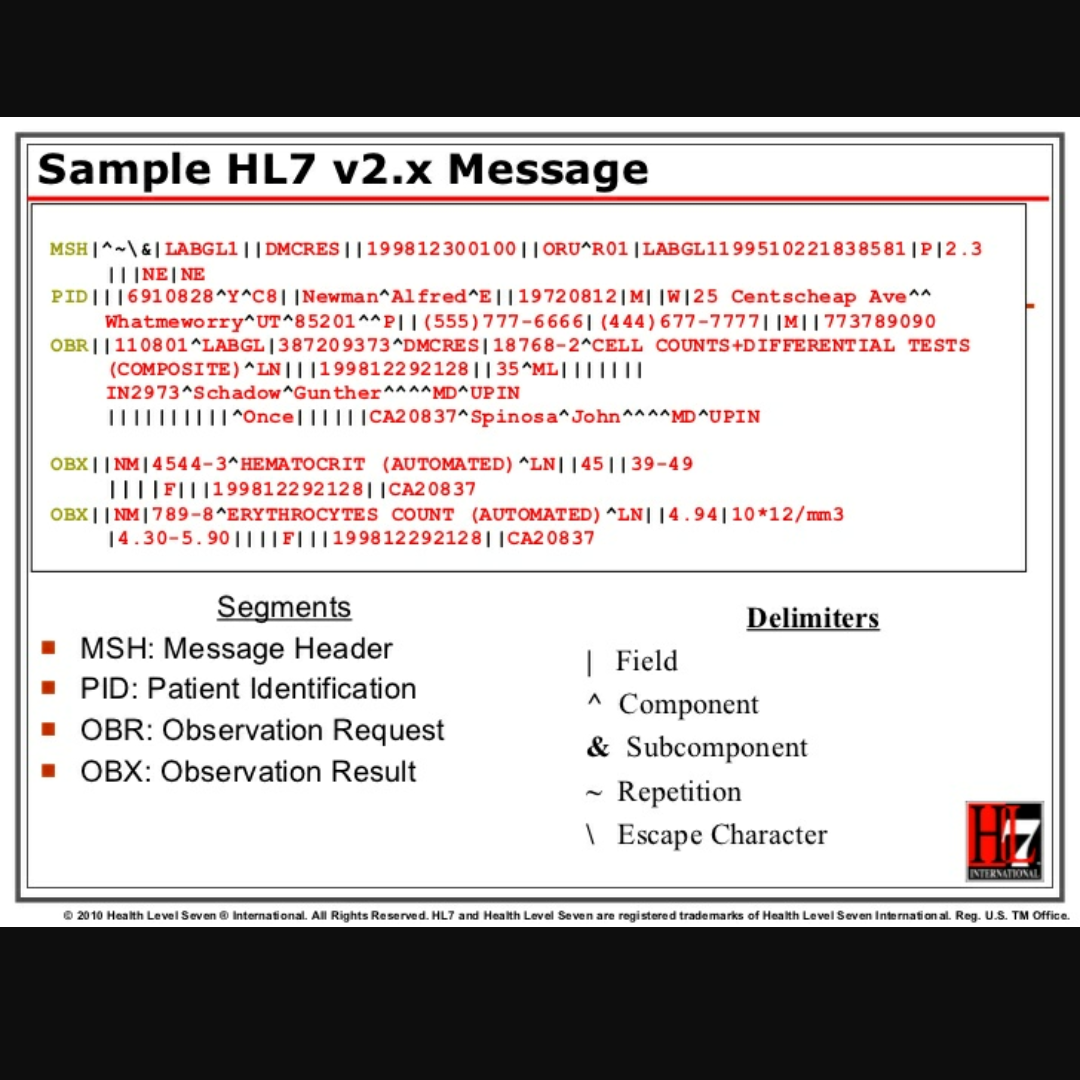 Sample HL7 v2.x Message
MSH|^~\&|LABGL1||DMCRES||199812300100||ORU^R01|LABGL1199510221838581|P|2.3
|||NE|NE
PID|||6910828^Y^C8||Newman^Alfred^E||19720812|M||W|25 Centscheap Ave^^
Whatmeworry^UT^85201^^P||(555)777-6666|(444)677-7777||M||773789090
OBR||110801^LABGL|387209373^DMCRES|18768-2^CELL COUNTS+DIFFERENTIAL TESTS
(COMPOSITE)^LN|||199812292128||35^ML|||||||
IN2973^Schadow^Gunther^^^^MD^UPIN
||||||||||^Once||||||CA20837^Spinosa^John^^^^MD^UPIN
OBX||NM|4544-3^HEMATOCRIT (AUTOMATED)^LN||45||39-49
||||F|||199812292128||CA20837
OBX||NM|789-8^ERYTHROCYTES COUNT (AUTOMATED)^LN||4.94|10*12/mm3
|4.30-5.90||||F|||199812292128||CA20837
Segments
MSH: Message Header
PID: Patient Identification
OBR: Observation Request
OBX: Observation Result
Delimiters
| Field
^ Component
& Subcomponent
~ Repetition
\ Escape Character
HL7
INTERNATIONAL
© 2010 Health Level Seven ® International. All Rights Reserved. HL7 and Health Level Seven are registered trademarks of Health Level Seven International. Reg. U.S. TM Office.